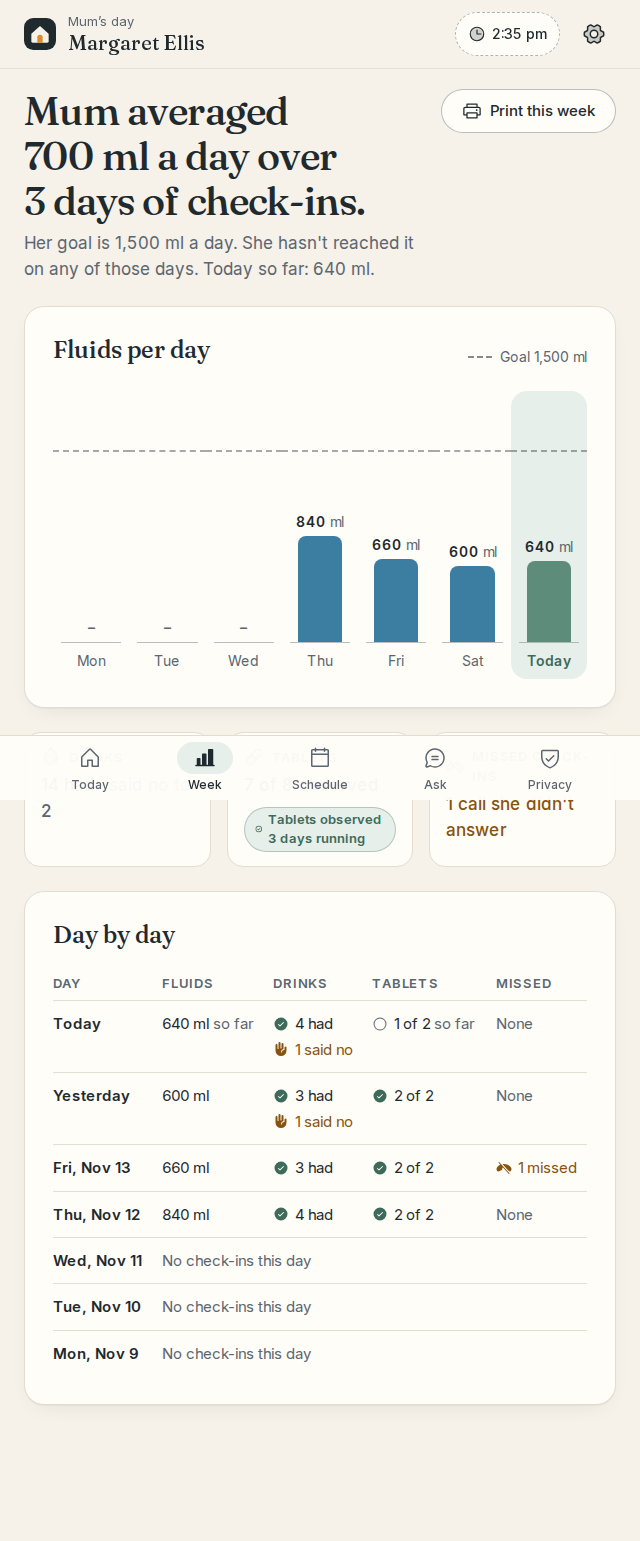 Mum's day
Margaret Ellis
2:35 pm
Mum averaged
700 ml a day over
3 days of check-ins.
Print this week
Her goal is 1,500 ml a day. She hasn't reached it
on any of those days. Today so far: 640 ml.
Fluids per day
Goal 1,500 ml
840 ml
660 ml
600 ml
640 ml
–
–
–
Mon
Tue
Wed
Thu
Fri
Sat
Today
Today
Week
Schedule
Ask
Privacy
2
Tablets observed
3 days running
1 call she didn't
answer
Day by day
DAY FLUIDS DRINKS TABLETS MISSED
Today 640 ml so far 4 had 1 of 2 so far None
1 said no
Yesterday 600 ml 3 had 2 of 2 None
1 said no
Fri, Nov 13 660 ml 3 had 2 of 2 1 missed
Thu, Nov 12 840 ml 4 had 2 of 2 None
Wed, Nov 11 No check-ins this day
Tue, Nov 10 No check-ins this day
Mon, Nov 9 No check-ins this day